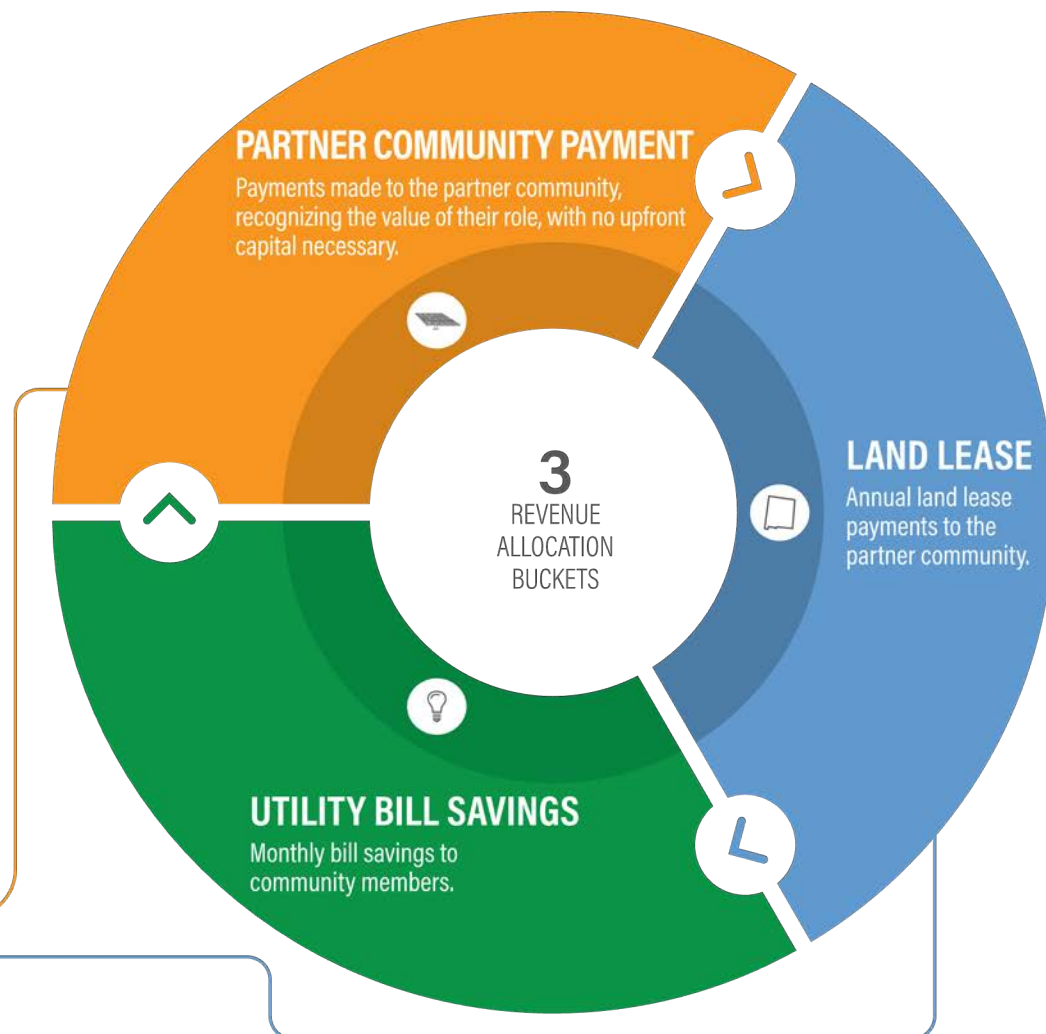 PARTNER COMMUNITY PAYMENT
Payments made to the partner community,
recognizing the value of their role, with no upfront
capital necessary.
3
REVENUE
ALLOCATION
BUCKETS
LAND LEASE
Annual land lease
payments to the
partner community.
UTILITY BILL SAVINGS
Monthly bill savings to
community members.